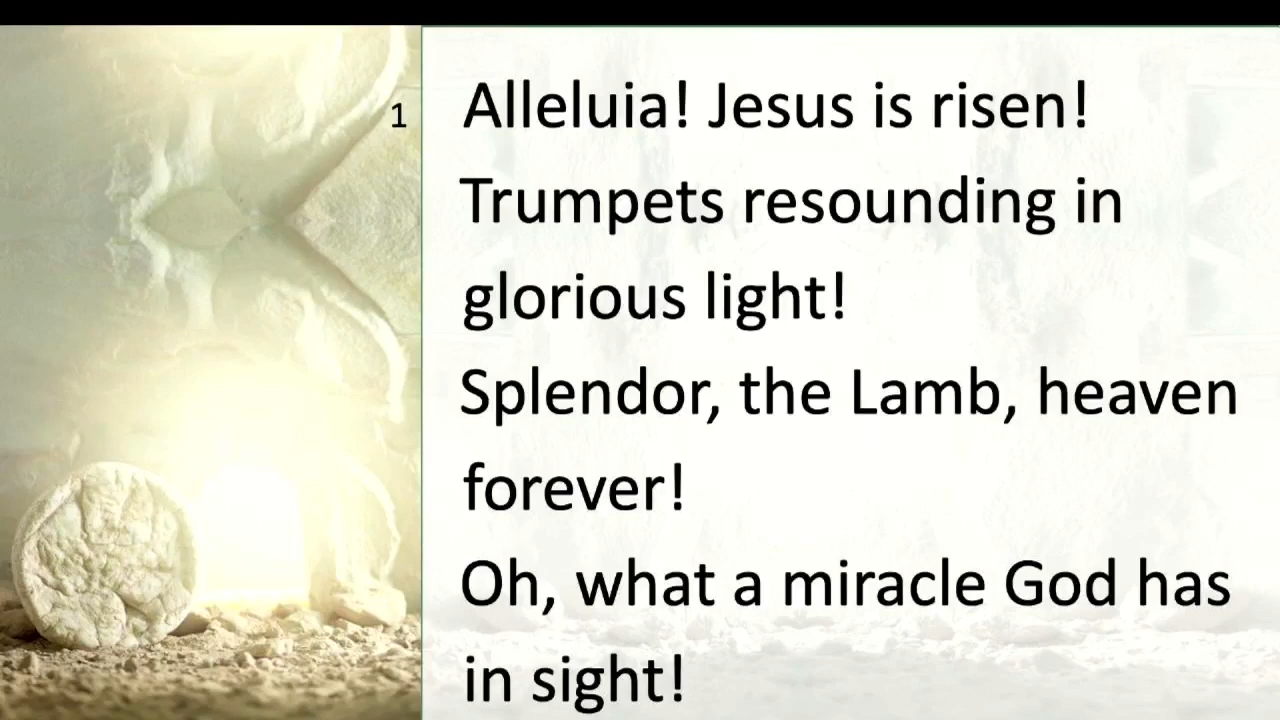 1 Alleluia! Jesus is risen!
Trumpets resounding in
glorious light!
Splendor, the Lamb, heaven
forever!
Oh, what a miracle God has
in sight!